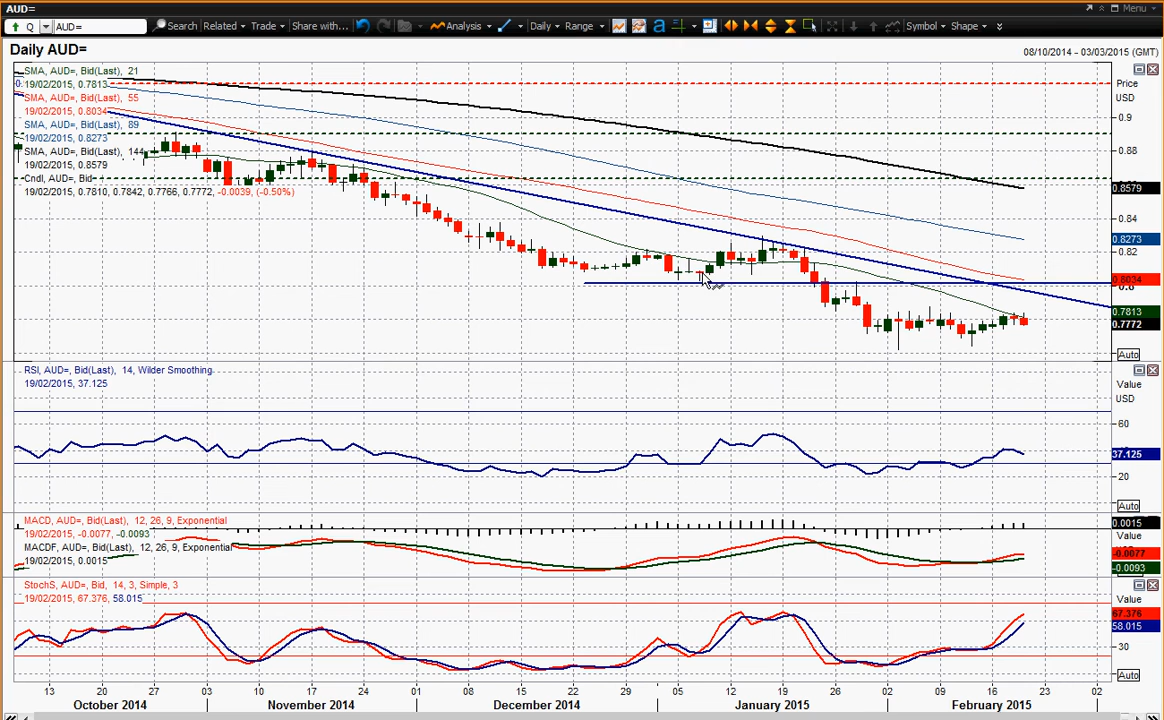 AUD=
Menu
Q AUD= Search Related Trade Share with... Analysis Daily Range a Symbol Shape
Daily AUD=
08/10/2014 - 03/03/2015 (GMT)
SMA, AUD=, Bid(Last), 21
19/02/2015, 0.7813
SMA, AUD=, Bid(Last), 55
19/02/2015, 0.8034
SMA, AUD=, Bid(Last), 89
19/02/2015, 0.8273
SMA, AUD=, Bid(Last), 144
19/02/2015, 0.8579
Cndl, AUD=, Bid
19/02/2015, 0.7810, 0.7842, 0.7766, 0.7772, -0.0039, (-0.50%)
Price
USD
0.9
0.88
0.8579
0.84
0.8273
0.82
0.8034
0.8
0.7813
0.7772
Auto
RSI, AUD=, Bid(Last), 14, Wilder Smoothing
19/02/2015, 37.125
Value
USD
60
37.125
20
Auto
MACD, AUD=, Bid(Last), 12, 26, 9, Exponential
19/02/2015, -0.0077, -0.0093
MACDF, AUD=, Bid(Last), 12, 26, 9, Exponential
19/02/2015, 0.0015
0.0015
Value
-0.0077
-0.0093
StochS, AUD=, Bid, 14, 3, Simple, 3
19/02/2015, 67.376, 58.015
Value
67.376
58.015
30
Auto
13 20 27 03 10 17 24 01 08 15 22 29 05 12 19 26 02 09 16 23 02
October 2014 November 2014 December 2014 January 2015 February 2015